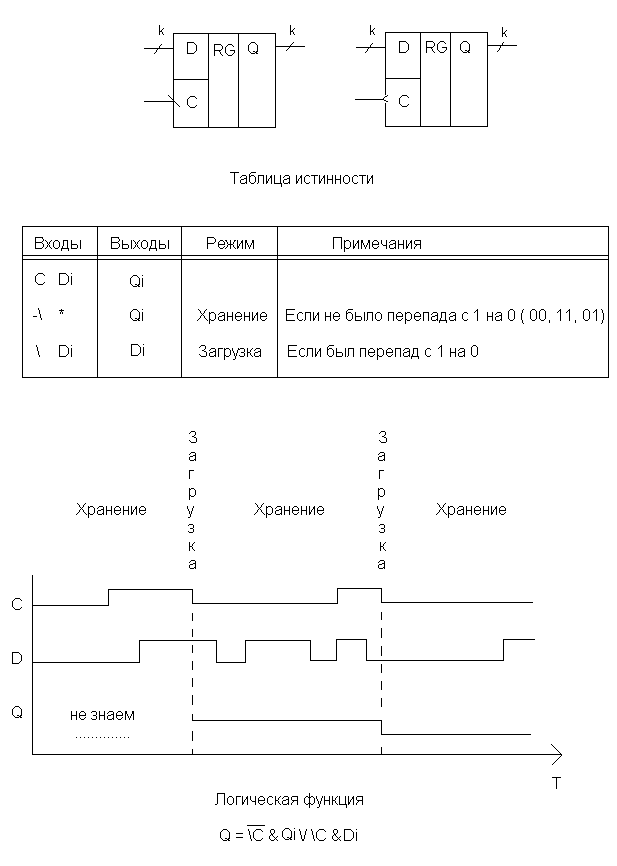 k k k k
D RG Q D RG Q
C C
Таблица истинности
Входы Выходы Режим Примечания
C Di Qi
-\ * Qi Хранение Если не было перепада с 1 на 0 ( 00, 11, 01)
\ Di Di Загрузка Если был перепад с 1 на 0
Загрузка Загрузка
Хранение Хранение Хранение
C
D
Q не знаем
..............
T
Логическая функция
Q = \C & Qi V \C & Di